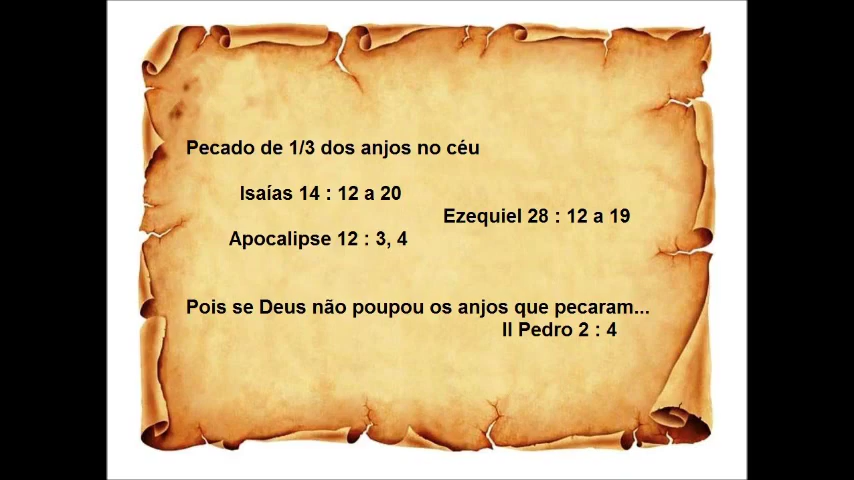 Pecado de 1/3 dos anjos no céu
Isaías 14 : 12 a 20
Ezequiel 28 : 12 a 19
Apocalipse 12 : 3, 4
Pois se Deus não poupou os anjos que pecaram...
II Pedro 2 : 4